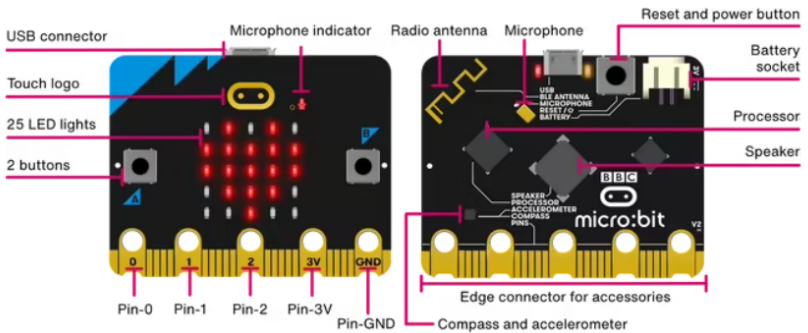 USB connector
Microphone indicator
Radio antenna
Microphone
Reset and power button
Battery
socket
Touch logo
25 LED lights
2 buttons
Processor
Speaker
A
B
0
1
2
3V
GND
USB
BLE ANTENNA
MICROPHONE
RESET /
BATTERY
3V
SPEAKER
PROCESSOR
ACCELEROMETER
COMPASS
PINS
BBC
micro:bit
V2
Pin-0
Pin-1
Pin-2
Pin-3V
Pin-GND
Edge connector for accessories
Compass and accelerometer